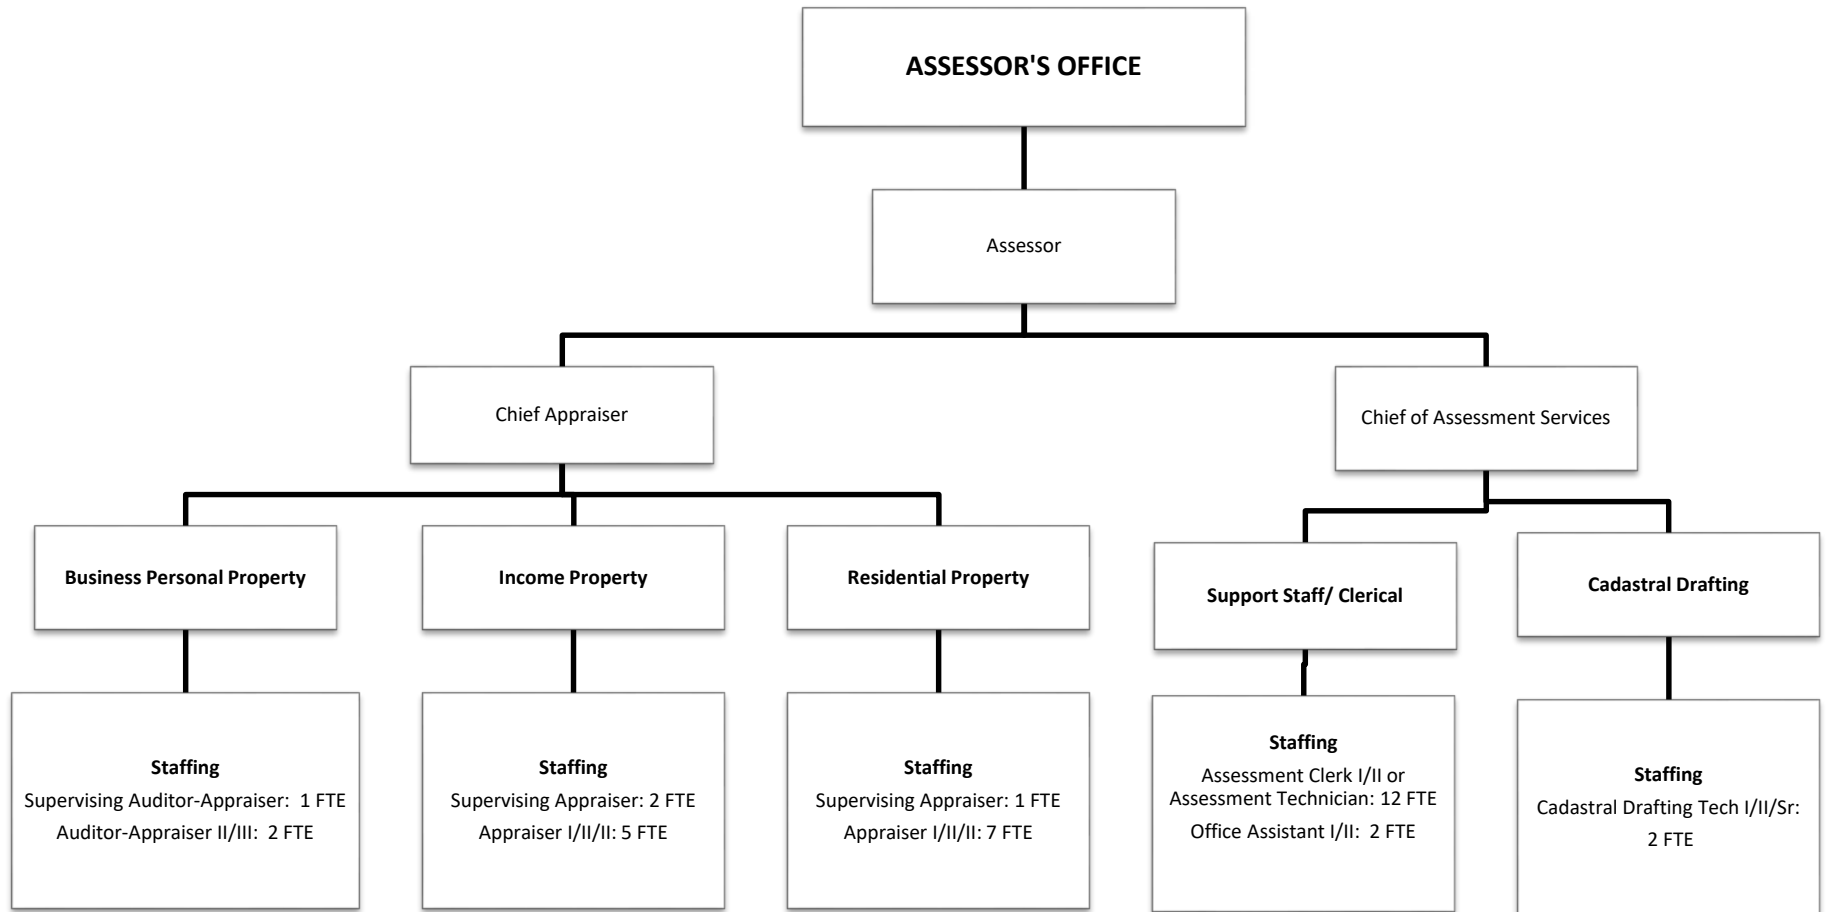 ASSESSOR'S OFFICE
Assessor
Chief Appraiser
Chief of Assessment Services
Business Personal Property
Income Property
Residential Property
Support Staff/ Clerical
Cadastral Drafting
Staffing
Supervising Auditor-Appraiser: 1 FTE
Auditor-Appraiser II/III: 2 FTE
Staffing
Supervising Appraiser: 2 FTE
Appraiser I/II/II: 5 FTE
Staffing
Supervising Appraiser: 1 FTE
Appraiser I/II/II: 7 FTE
Staffing
Assessment Clerk I/II or
Assessment Technician: 12 FTE
Office Assistant I/II: 2 FTE
Staffing
Cadastral Drafting Tech I/II/Sr:
2 FTE